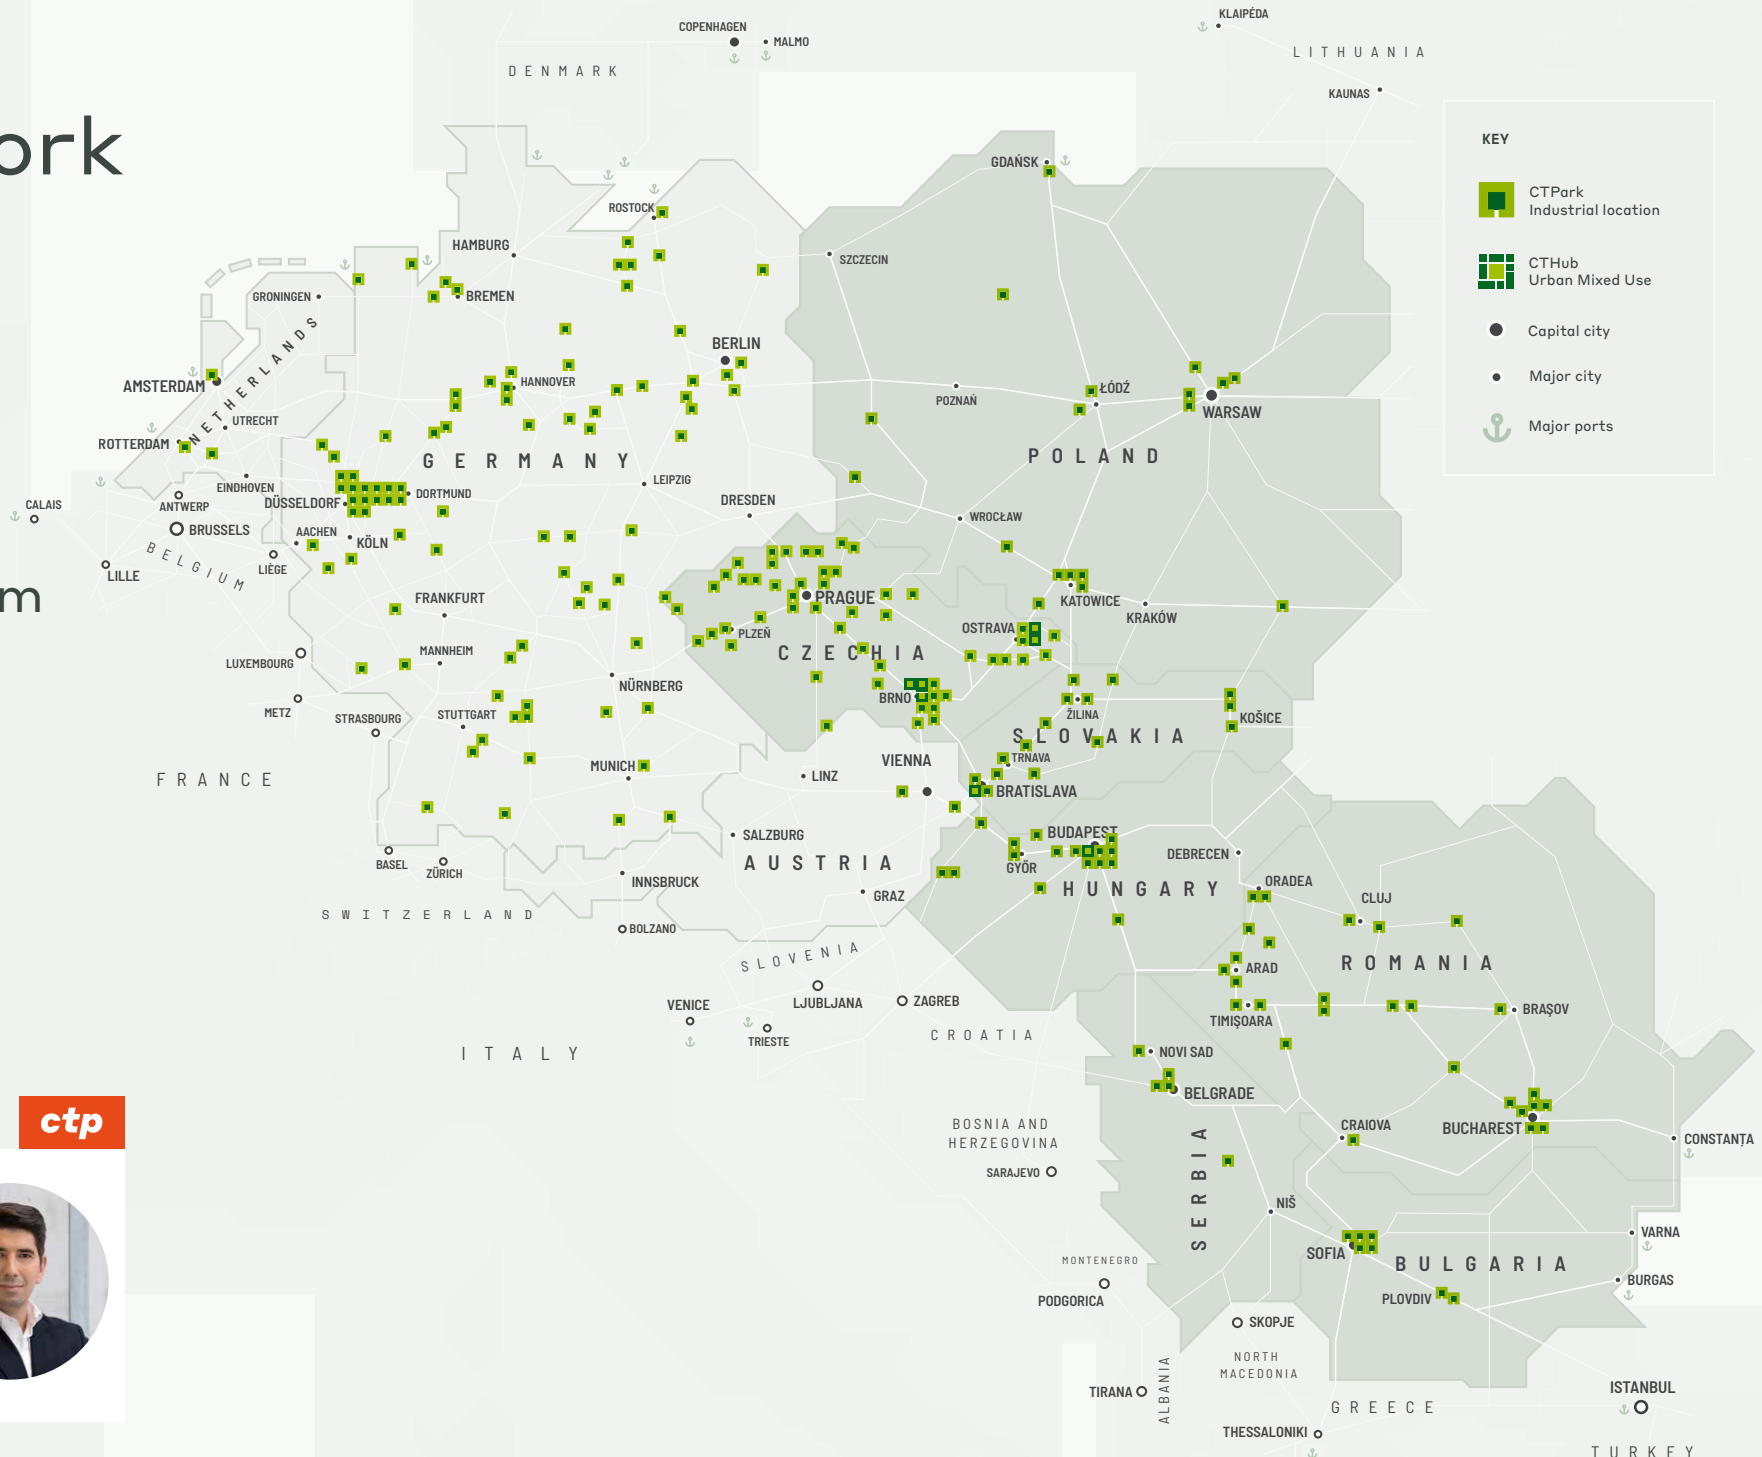 ork
m
ctp
KEY
CTPark
Industrial location
CTHub
Urban Mixed Use
Capital city
Major city
Major ports
KLAIPÉDA
LITHUANIA
KAUNAS
COPENHAGEN
MALMO
DENMARK
GDAŃSK
ROSTOCK
HAMBURG
SZCZECIN
GRONINGEN
BREMEN
NETHERLANDS
BERLIN
AMSTERDAM
HANNOVER
POZNAŃ
ŁÓDŹ
WARSAW
UTRECHT
ROTTERDAM
GERMANY
POLAND
EINDHOVEN
LEIPZIG
DORTMUND
DÜSSELDORF
ANTWERP
CALAIS
DRESDEN
WROCŁAW
BRUSSELS
AACHEN
KÖLN
BELGIUM
LIÈGE
LILLE
FRANKFURT
PRAGUE
KATOWICE
KRAKÓW
OSTRAVA
PLZEŇ
CZECHIA
MANNHEIM
LUXEMBOURG
NÜRNBERG
BRNO
METZ
STRASBOURG
STUTTGART
ŽILINA
KOŠICE
SLOVAKIA
VIENNA
TRNAVA
MUNICH
LINZ
FRANCE
BRATISLAVA
SALZBURG
BUDAPEST
AUSTRIA
DEBRECEN
BASEL
ZÜRICH
GYŐR
INNSBRUCK
HUNGARY
ORADEA
GRAZ
CLUJ
SWITZERLAND
BOLZANO
SLOVENIA
ROMANIA
ARAD
LJUBLJANA
ZAGREB
VENICE
TRIESTE
TIMIȘOARA
BRAȘOV
CROATIA
ITALY
NOVI SAD
BELGRADE
BOSNIA AND
HERZEGOVINA
CRAIOVA
BUCHAREST
CONSTANȚA
SARAJEVO
SERBIA
NIŠ
VARNA
SOFIA
BULGARIA
MONTENEGRO
BURGAS
PODGORICA
PLOVDIV
SKOPJE
NORTH
MACEDONIA
TIRANA
ALBANIA
ISTANBUL
GREECE
THESSALONIKI
TURKEY